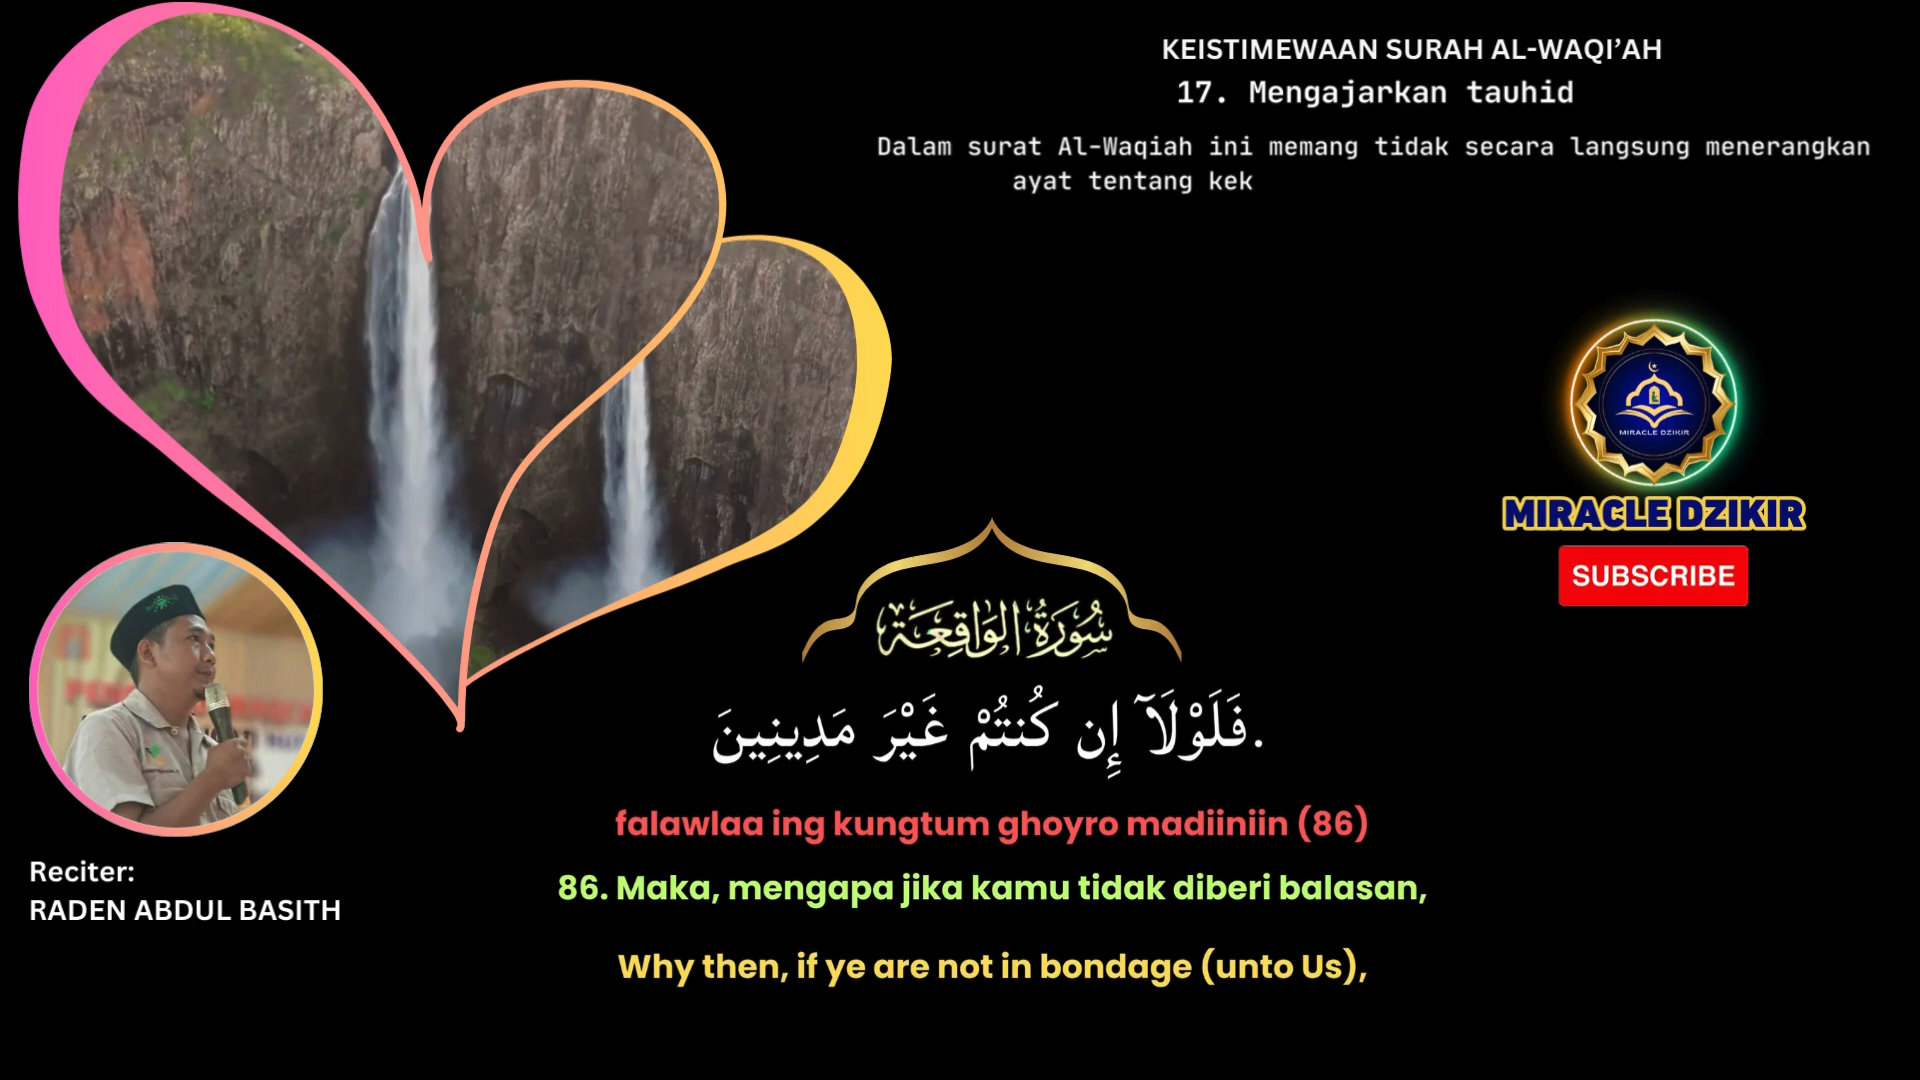 KEISTIMEWAAN SURAH AL-WAQI’AH
17. Mengajarkan tauhid
Dalam surat Al-Waqiah ini memang tidak secara langsung menerangkan
ayat tentang kek
MIRACLE DZIKIR
MIRACLE DZIKIR
SUBSCRIBE
سُورَةُ الوَاقِعَة
فَلَوْلَآ إِن كُنتُمْ غَيْرَ مَدِينِينَ.
falawlaa ing kungtum ghoyro madiiniin (86)
86. Maka, mengapa jika kamu tidak diberi balasan,
Why then, if ye are not in bondage (unto Us),
Reciter:
RADEN ABDUL BASITH